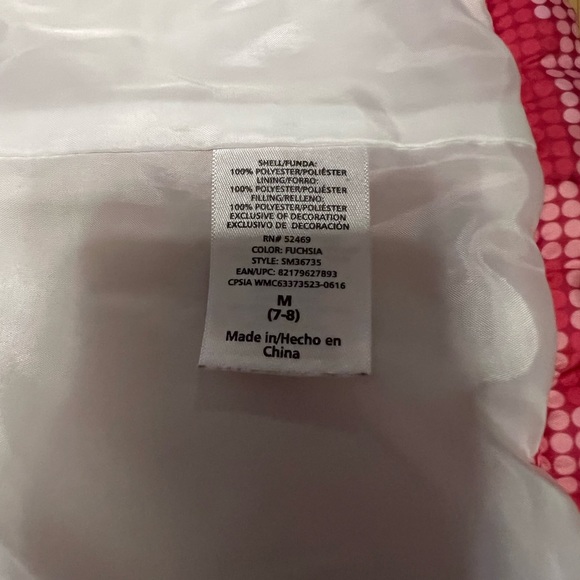 SHELL/FUNDA:
100% POLYESTER/POLIÉSTER
LINING/FORRO:
100% POLYESTER/POLIÉSTER
FILLING/RELLENO:
100% POLYESTER/POLIÉSTER
EXCLUSIVE OF DECORATION
EXCLUSIVO DE DECORACIÓN
RN# 52469
COLOR: FUCHSIA
STYLE: SM36735
EAN/UPC: 82179627893
CPSIA WMC63373523-0616
M
(7-8)
Made in/Hecho en
China